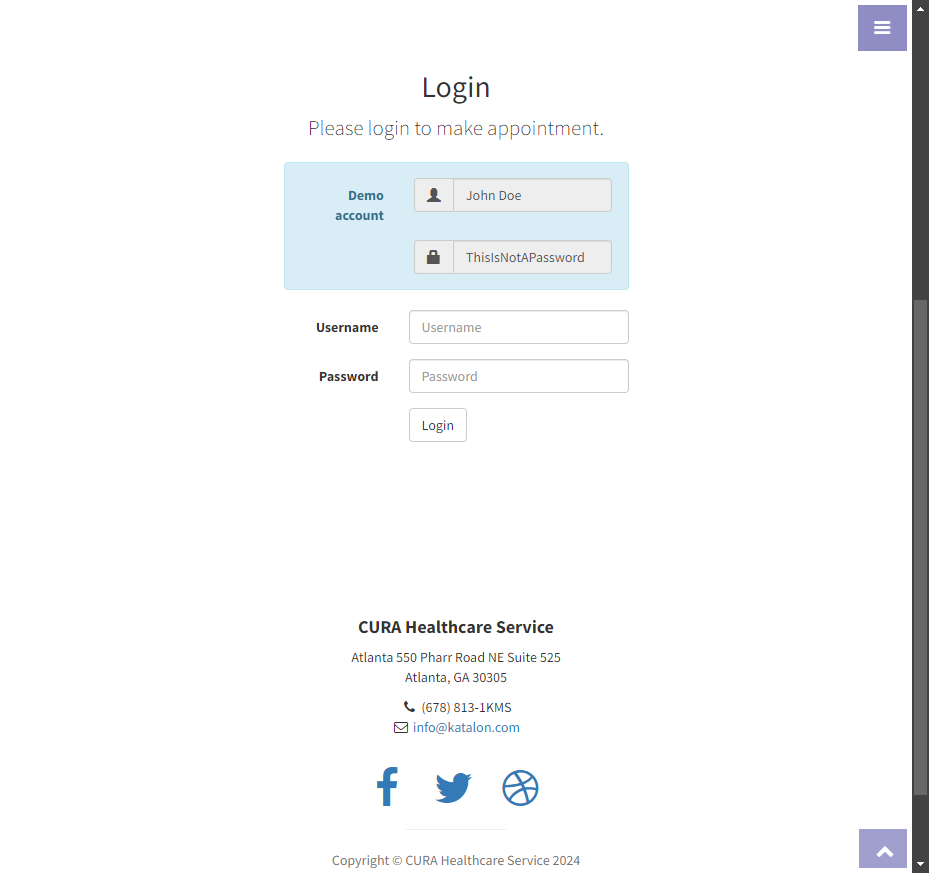 Login
Please login to make appointment.
Demo account
John Doe
ThisIsNotAPassword
Username
Username
Password
Password
Login
CURA Healthcare Service
Atlanta 550 Pharr Road NE Suite 525
Atlanta, GA 30305
(678) 813-1KMS
info@katalon.com
Copyright © CURA Healthcare Service 2024